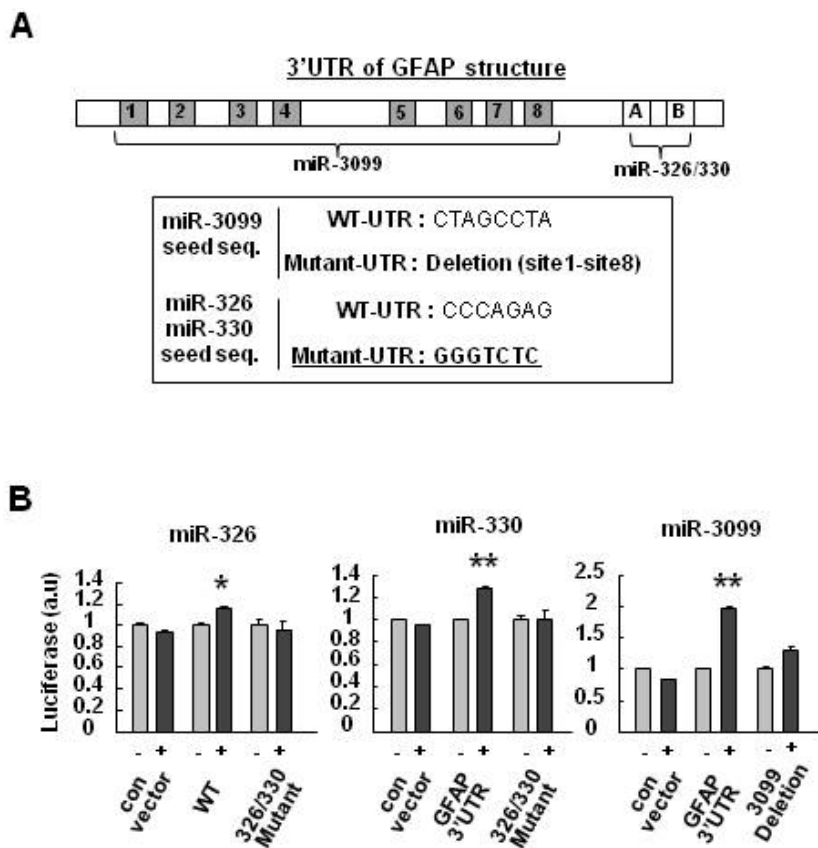 A
3'UTR of GFAP structure
1 2 3 4 5 6 7 8 A B
miR-3099 miR-326/330
miR-3099
seed seq.
WT-UTR : CTAGCCTA
Mutant-UTR : Deletion (site1-site8)
miR-326
miR-330
seed seq.
WT-UTR : CCCAGAG
Mutant-UTR : GGGTCTC
B
miR-326
Luciferase (a.u)
1.4
1.2
1
0.8
0.6
0.4
0.2
0
*
- + - + - +
con
vector
WT
326/330
Mutant
miR-330
1.4
1.2
1
0.8
0.6
0.4
0.2
0
**
- + - + - +
con
vector
GFAP
3'UTR
326/330
Mutant
miR-3099
2.5
2
1.5
1
0.5
0
**
- + - + - +
con
vector
GFAP
3'UTR
3099
Deletion